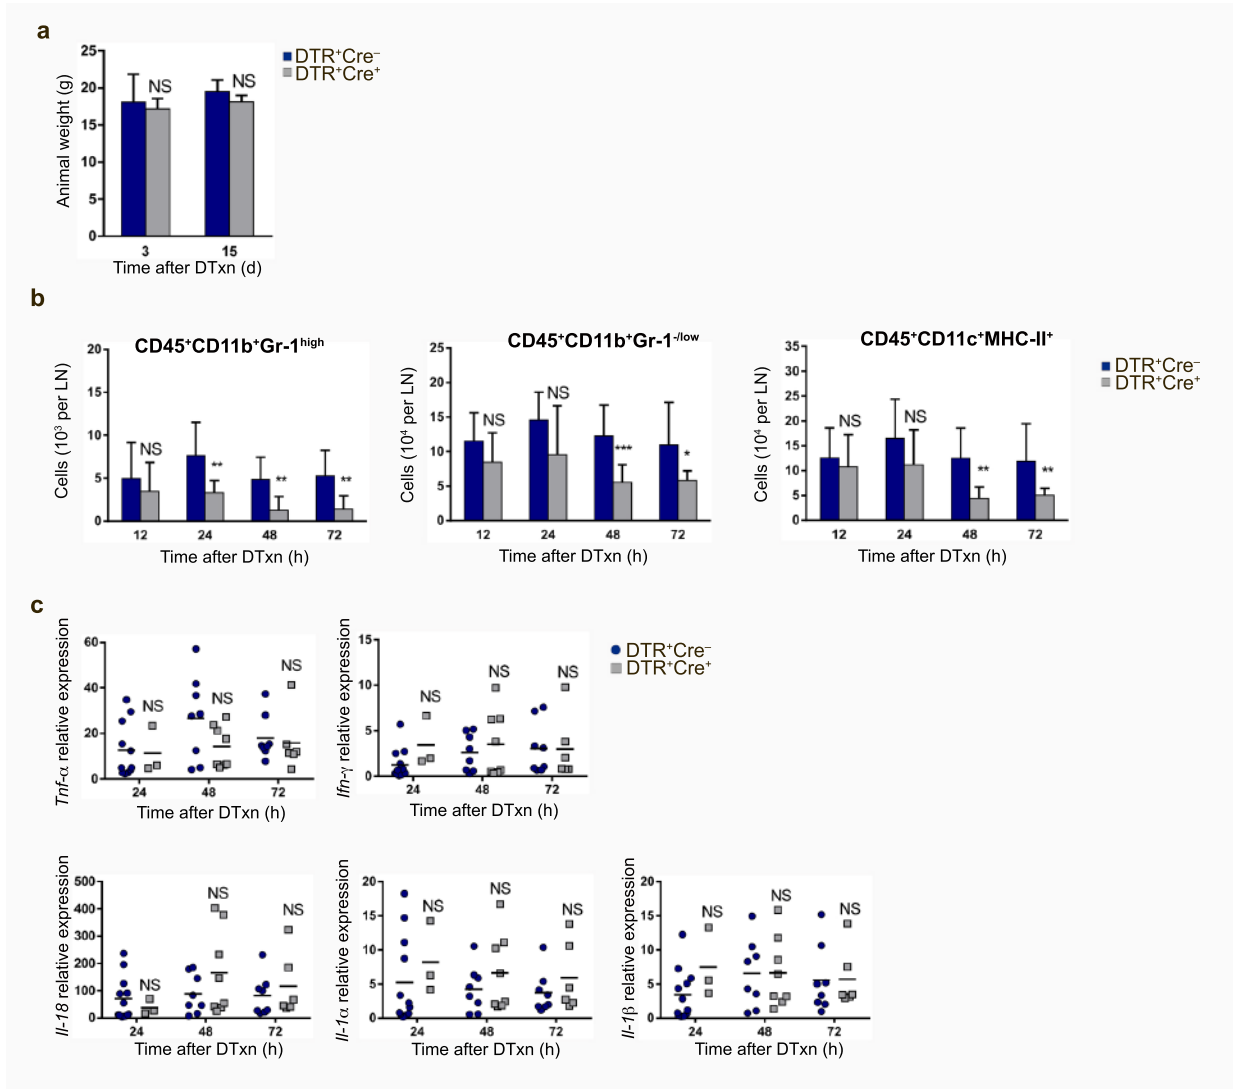 a
25
20
15
10
5
0
Animal weight (g)
NS
NS
3
15
Time after DTxn (d)
DTR⁺Cre⁻
DTR⁺Cre⁺
b
CD45⁺CD11b⁺Gr-1ʰⁱᵍʰ
20
15
10
5
0
Cells (10³ per LN)
NS
**
**
**
12
24
48
72
Time after DTxn (h)
CD45⁺CD11b⁺Gr-1⁻/ˡᵒʷ
25
20
15
10
5
0
Cells (10⁴ per LN)
NS
NS
***
*
12
24
48
72
Time after DTxn (h)
CD45⁺CD11c⁺MHC-II⁺
35
30
25
20
15
10
5
0
Cells (10⁴ per LN)
NS
NS
**
**
12
24
48
72
Time after DTxn (h)
DTR⁺Cre⁻
DTR⁺Cre⁺
c
60
40
20
0
Tnf-α relative expression
NS
NS
NS
24
48
72
Time after DTxn (h)
15
10
5
0
Ifn-γ relative expression
NS
NS
NS
24
48
72
Time after DTxn (h)
DTR⁺Cre⁻
DTR⁺Cre⁺
500
400
300
200
100
0
Il-18 relative expression
NS
NS
NS
24
48
72
Time after DTxn (h)
20
15
10
5
0
Il-1α relative expression
NS
NS
NS
24
48
72
Time after DTxn (h)
20
15
10
5
0
Il-1β relative expression
NS
NS
NS
24
48
72
Time after DTxn (h)